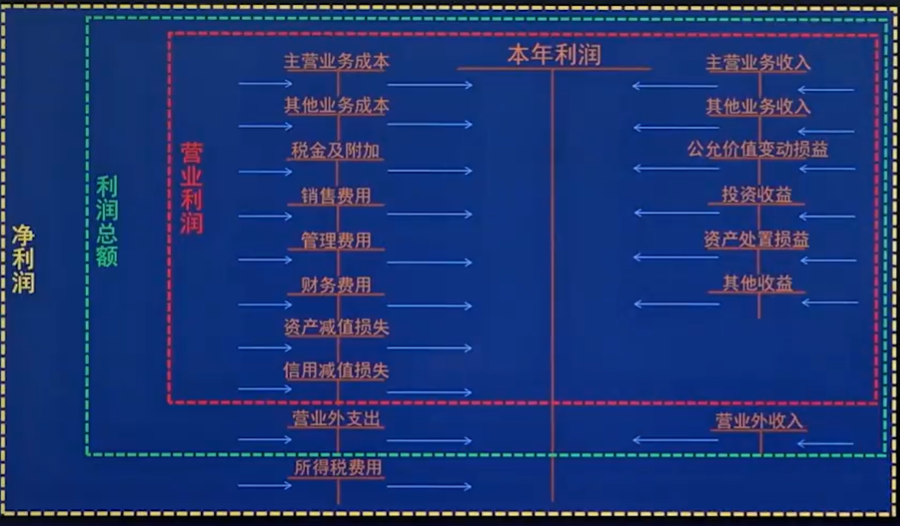 本年利润
主营业务成本
其他业务成本
税金及附加
销售费用
管理费用
财务费用
资产减值损失
信用减值损失
营业外支出
所得税费用
主营业务收入
其他业务收入
公允价值变动损益
投资收益
资产处置损益
其他收益
营业外收入
营业利润
利润总额
净利润